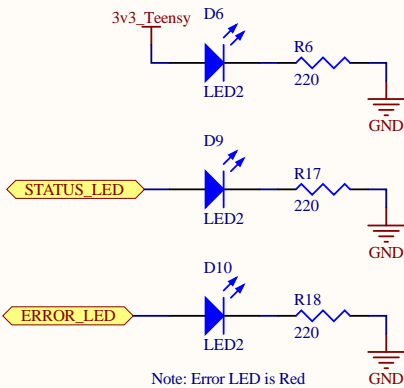 3v3_Teensy
D6
LED2
R6
220
GND
STATUS_LED
D9
LED2
R17
220
GND
ERROR_LED
D10
LED2
R18
220
GND
Note: Error LED is Red